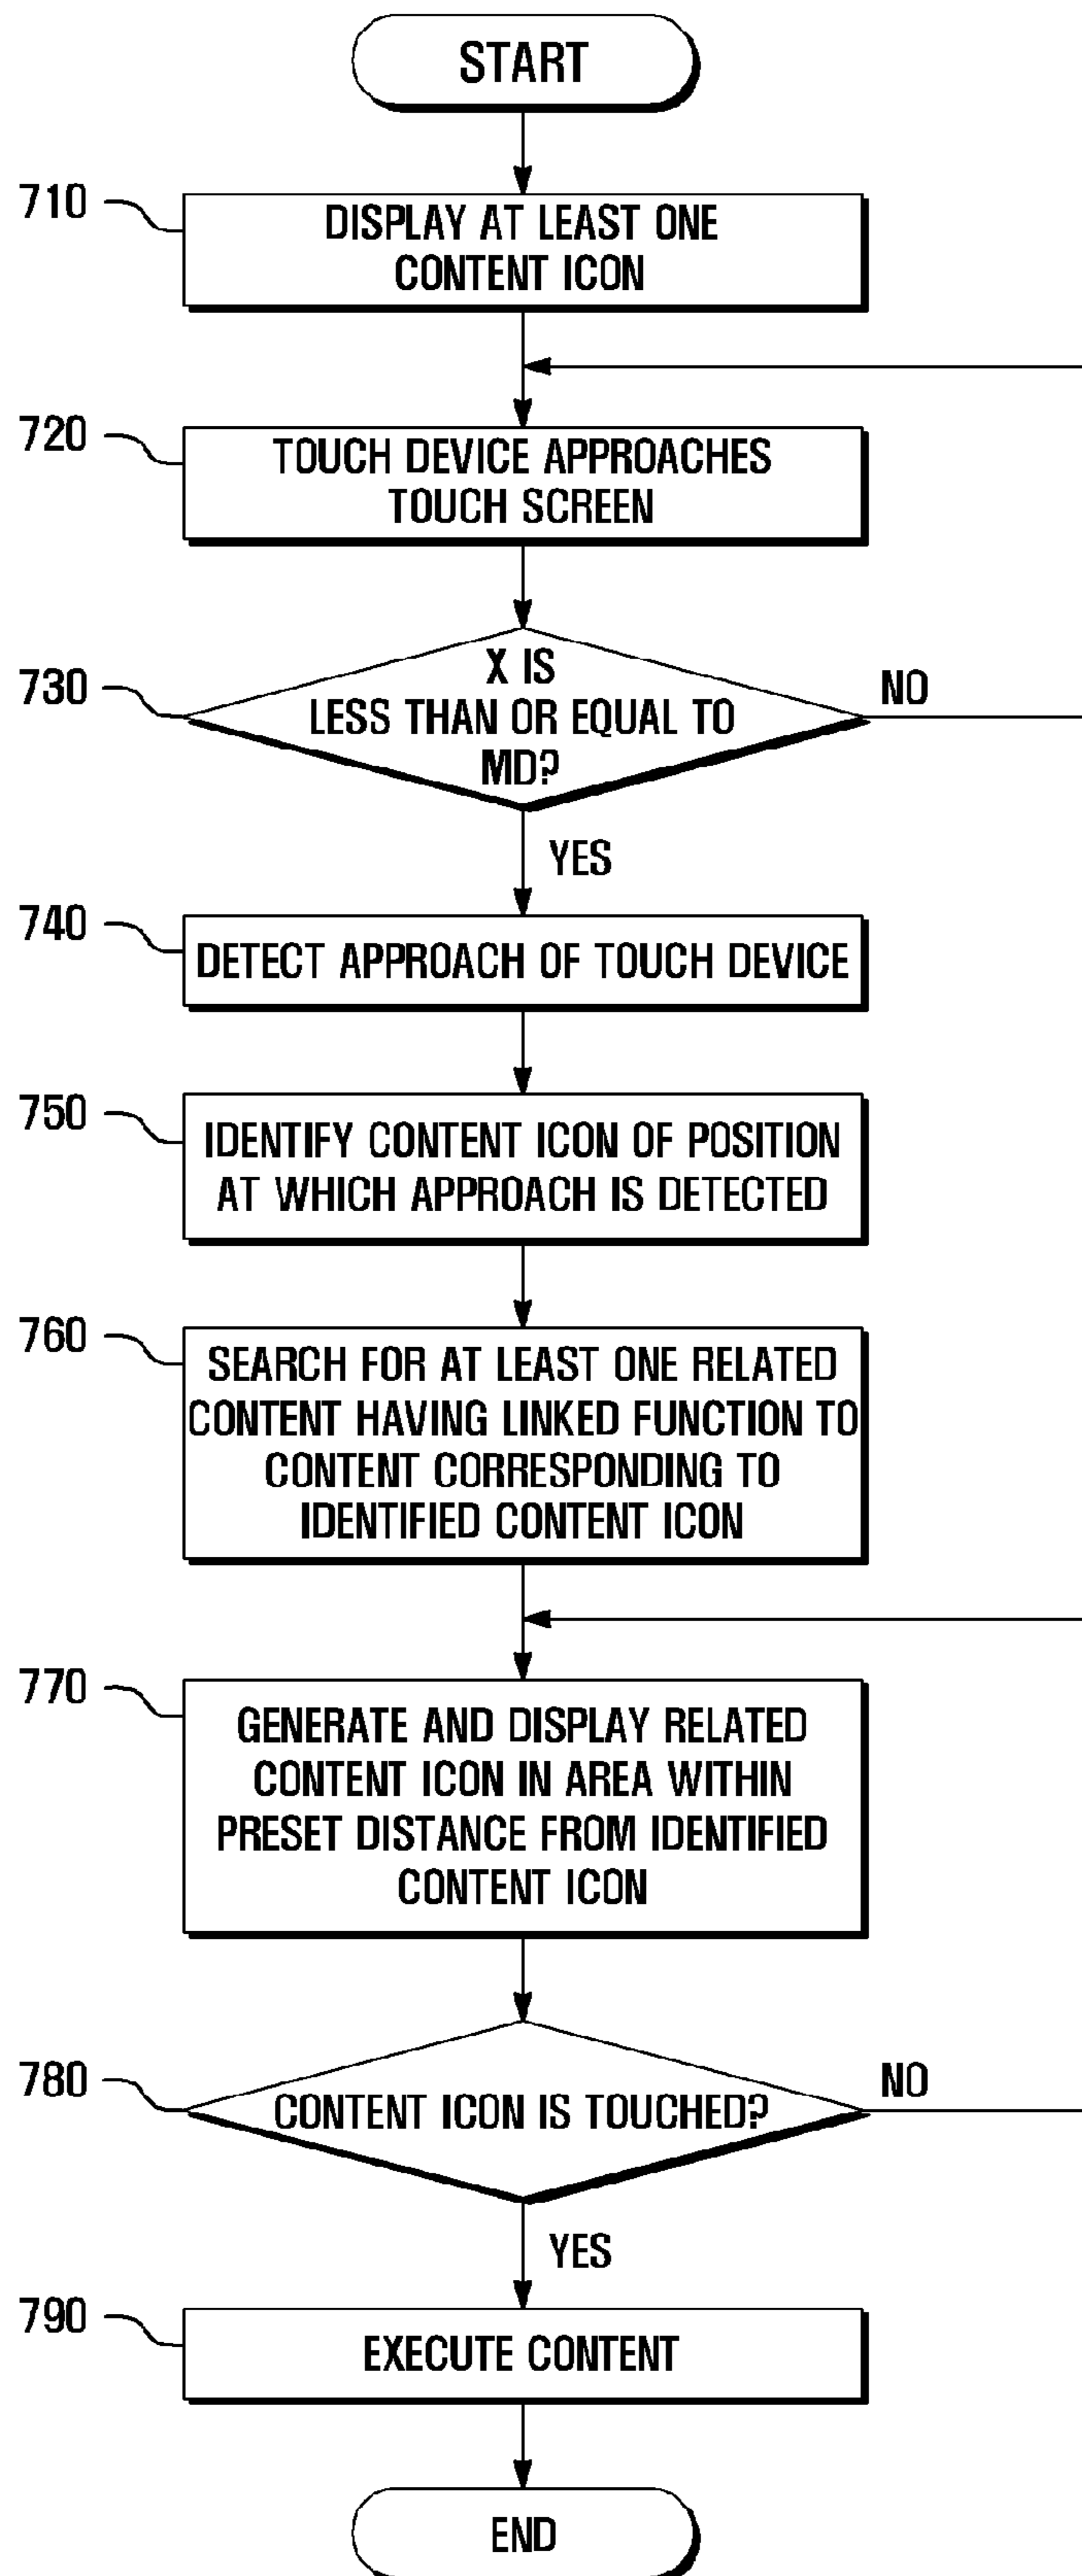 START
710
DISPLAY AT LEAST ONE
CONTENT ICON
720
TOUCH DEVICE APPROACHES
TOUCH SCREEN
730
X IS
LESS THAN OR EQUAL TO
MD?
NO
YES
740
DETECT APPROACH OF TOUCH DEVICE
750
IDENTIFY CONTENT ICON OF POSITION
AT WHICH APPROACH IS DETECTED
760
SEARCH FOR AT LEAST ONE RELATED
CONTENT HAVING LINKED FUNCTION TO
CONTENT CORRESPONDING TO
IDENTIFIED CONTENT ICON
770
GENERATE AND DISPLAY RELATED
CONTENT ICON IN AREA WITHIN
PRESET DISTANCE FROM IDENTIFIED
CONTENT ICON
780
CONTENT ICON IS TOUCHED?
NO
YES
790
EXECUTE CONTENT
END